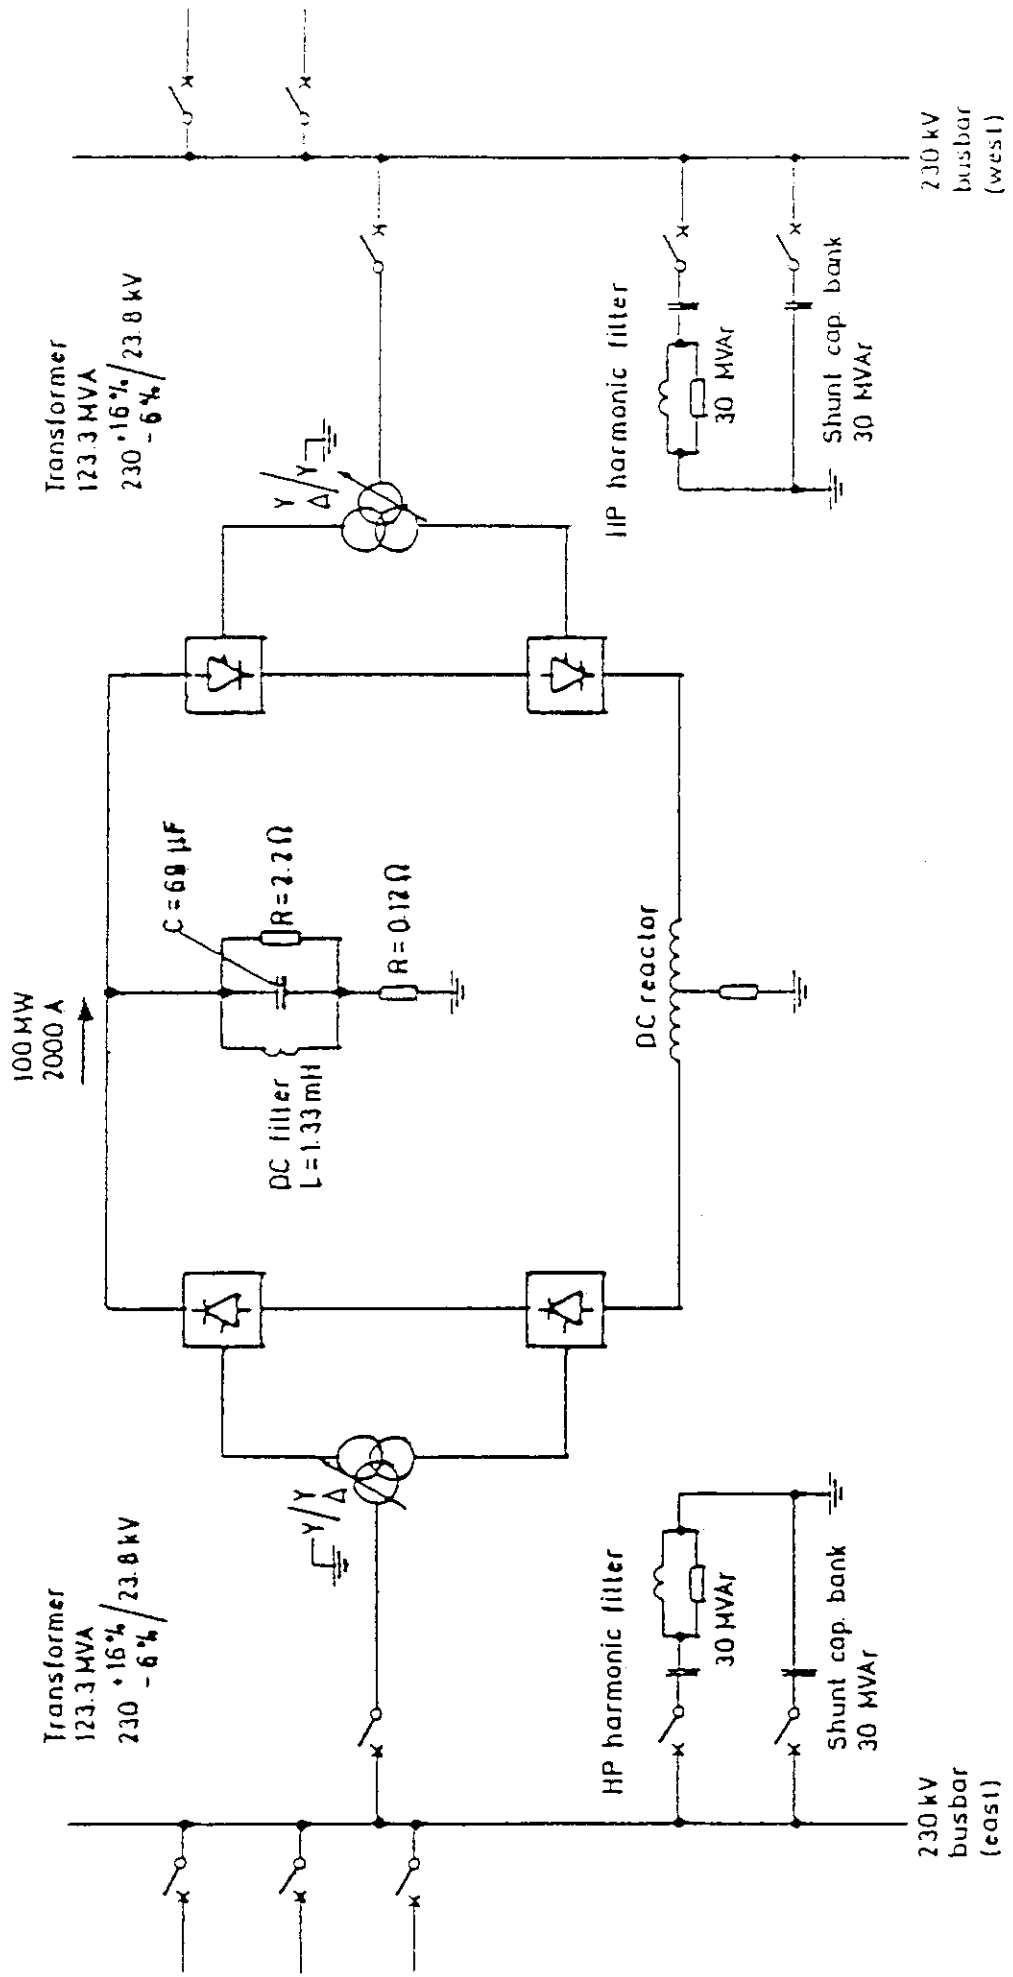 100 MW
2000 A
Transformer
123.3 MVA
230 +16% / 23.8 kV
-6%
Y/Y
Δ
DC filter
L = 1.33 mH
C = 68 µF
R = 2.2 Ω
R = 0.12 Ω
Transformer
123.3 MVA
230 +16% / 23.8 kV
-6%
Y/Y
Δ
HP harmonic filter
30 MVAr
Shunt cap. bank
30 MVAr
230 kV
busbar
(east)
DC reactor
HP harmonic filter
30 MVAr
Shunt cap. bank
30 MVAr
230 kV
busbar
(west)